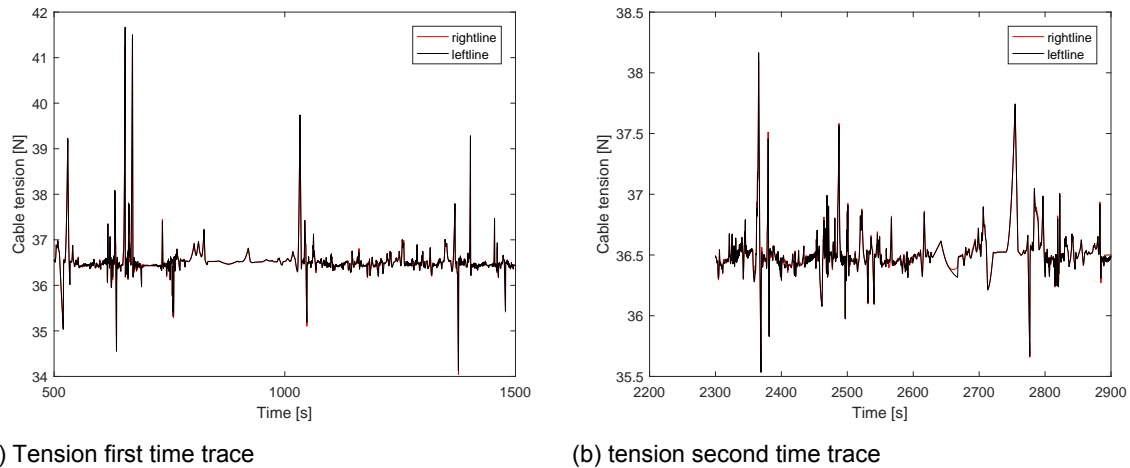 42
41
40
39
38
37
36
35
34
Cable tension [N]
500
1000
1500
Time [s]
rightline
leftline
) Tension first time trace
38.5
38
37.5
37
36.5
36
35.5
Cable tension [N]
2200
2300
2400
2500
2600
2700
2800
2900
Time [s]
rightline
leftline
(b) tension second time trace